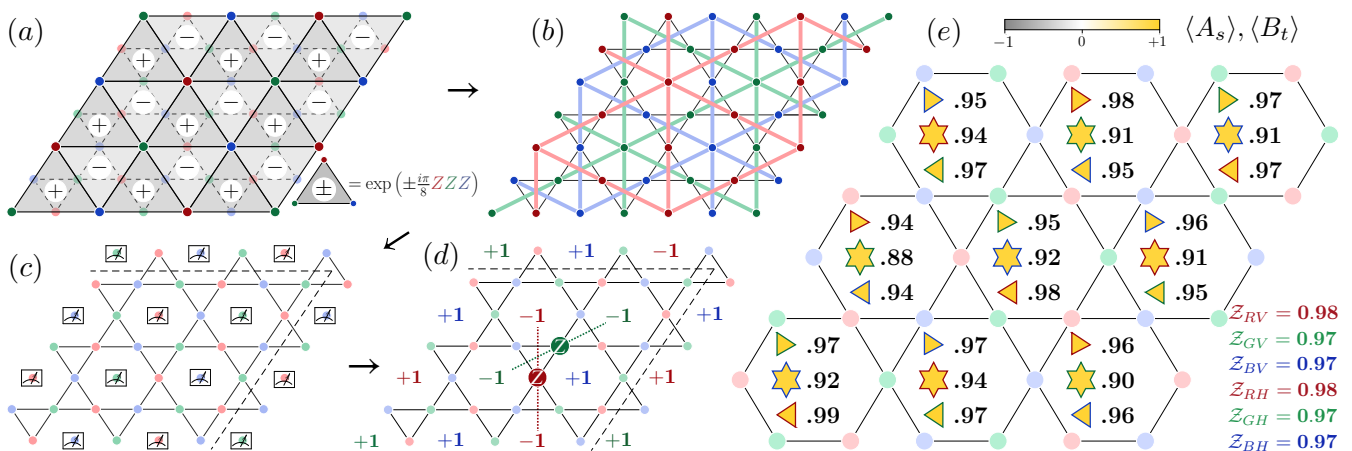 (a)
− − −
+ + +
− − −
+ + +
− − −
+ + +
± = exp(± iπ/8 ZZZ)
→
(b)
(c)
(d)
+1 +1 −1
+1 −1 −1 +1
+1 −1 +1 +1
+1 +1 −1 +1
Z
Z
(e)
−1 0 +1
⟨A_s⟩, ⟨B_t⟩
.95 .98 .97
.94 .91 .91
.97 .95 .97
.94 .95 .96
.88 .92 .91
.94 .98 .95
.97 .97 .96
.92 .94 .90
.99 .97 .96
Z_RV = 0.98
Z_GV = 0.97
Z_BV = 0.97
Z_RH = 0.98
Z_GH = 0.97
Z_BH = 0.97